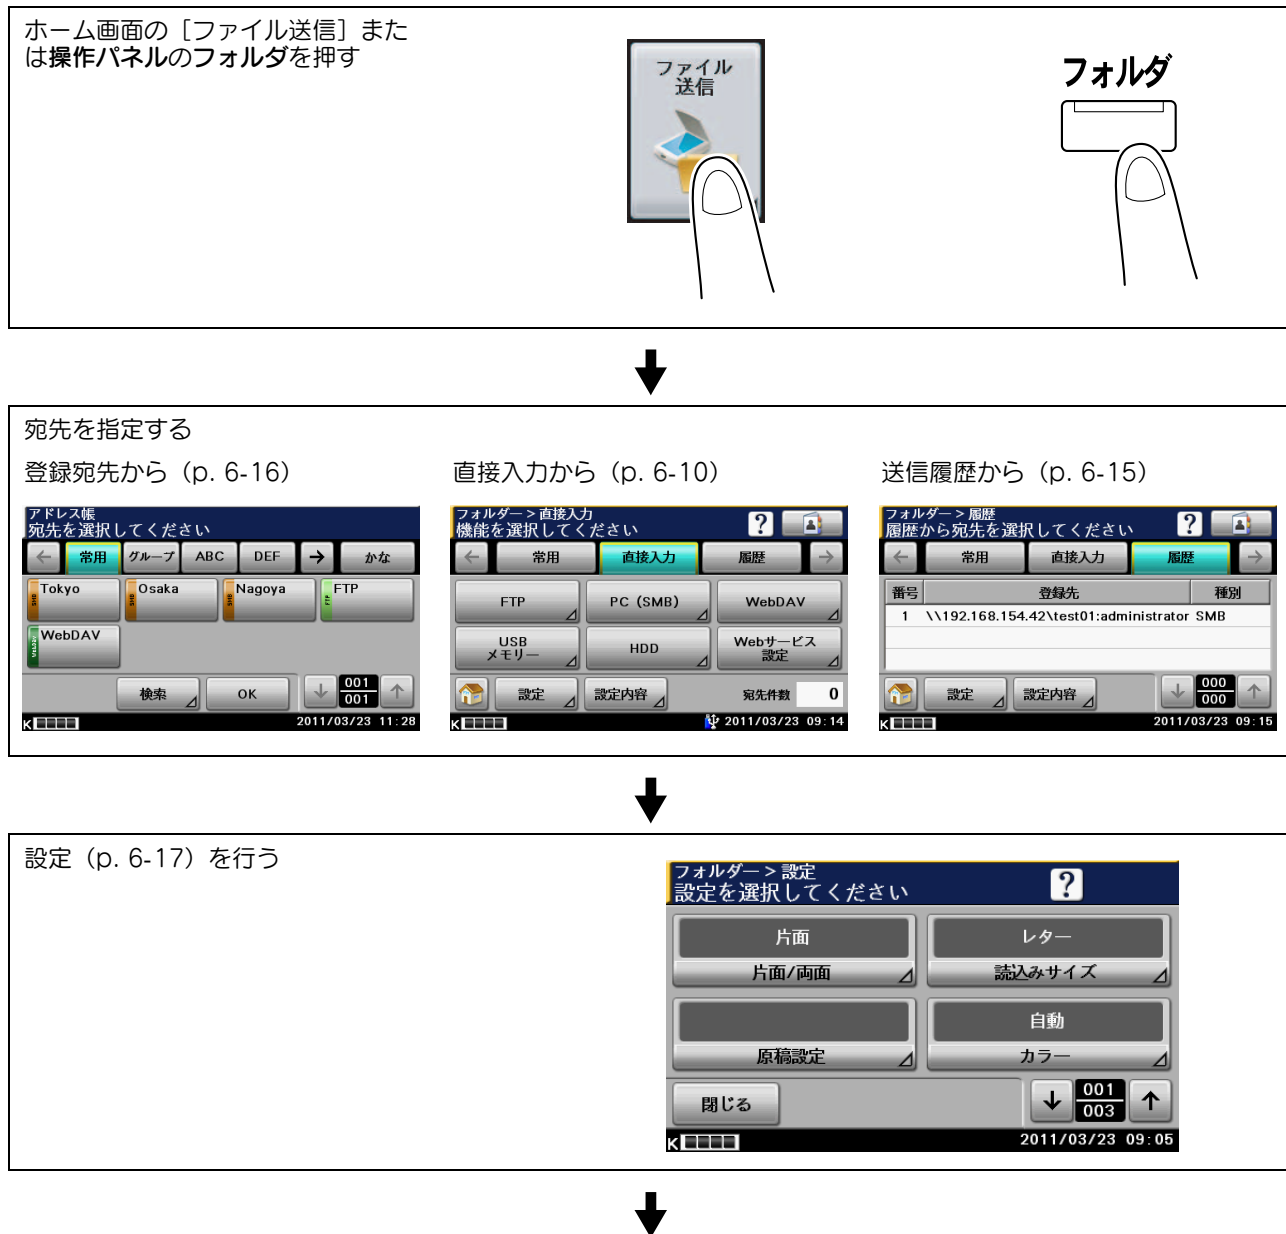 ホーム画面の［ファイル送信］また
は操作パネルのフォルダを押す
ファイル
送信
フォルダ
宛先を指定する
登録宛先から（p. 6-16）
直接入力から（p. 6-10）
送信履歴から（p. 6-15）
アドレス帳
宛先を選択してください
← 常用 グループ ABC DEF → かな
SMB Tokyo SMB Osaka SMB Nagoya FTP FTP
WebDAV WebDAV
検索 OK ↓ 001 ↑
001
K 2011/03/23 11:28
フォルダー > 直接入力
機能を選択してください ?
← 常用 直接入力 履歴 →
FTP PC (SMB) WebDAV
USB
メモリー HDD Webサービス
設定
設定 設定内容 宛先件数 0
K 2011/03/23 09:14
フォルダー > 履歴
履歴から宛先を選択してください ?
← 常用 直接入力 履歴 →
番号 登録先 種別
1 \\192.168.154.42\test01:administrator SMB
設定 設定内容 ↓ 000 ↑
000
K 2011/03/23 09:15
設定（p. 6-17）を行う
フォルダー > 設定
設定を選択してください ?
片面 レター
片面/両面 読込みサイズ
自動
原稿設定 カラー
閉じる ↓ 001 ↑
003
K 2011/03/23 09:05